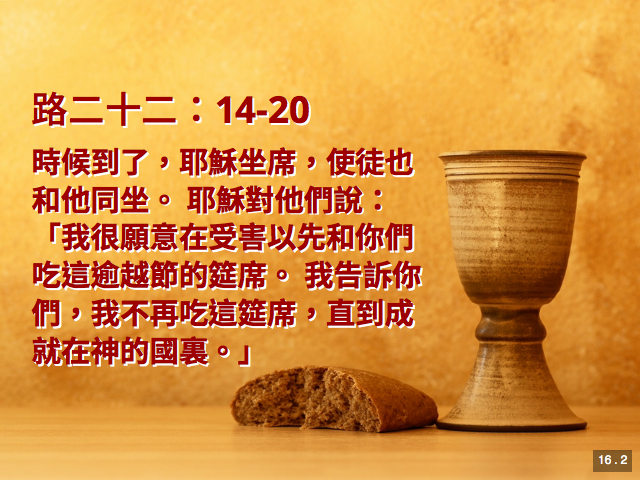 路二十二：14-20
時候到了，耶穌坐席，使徒也
和他同坐。 耶穌對他們說：
「我很願意在受害以先和你們
吃這逾越節的筵席。 我告訴你
們，我不再吃這筵席，直到成
就在神的國裏。」
16 . 2